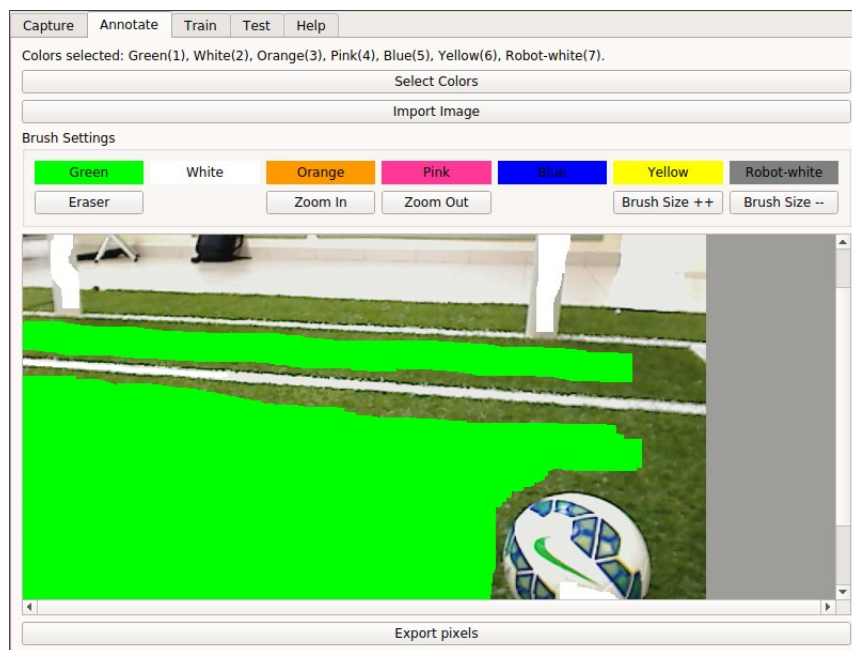 Capture Annotate Train Test Help
Colors selected: Green(1), White(2), Orange(3), Pink(4), Blue(5), Yellow(6), Robot-white(7).
Select Colors
Import Image
Brush Settings
Green White Orange Pink Blue Yellow Robot-white
Eraser Zoom In Zoom Out Brush Size ++ Brush Size --
Export pixels